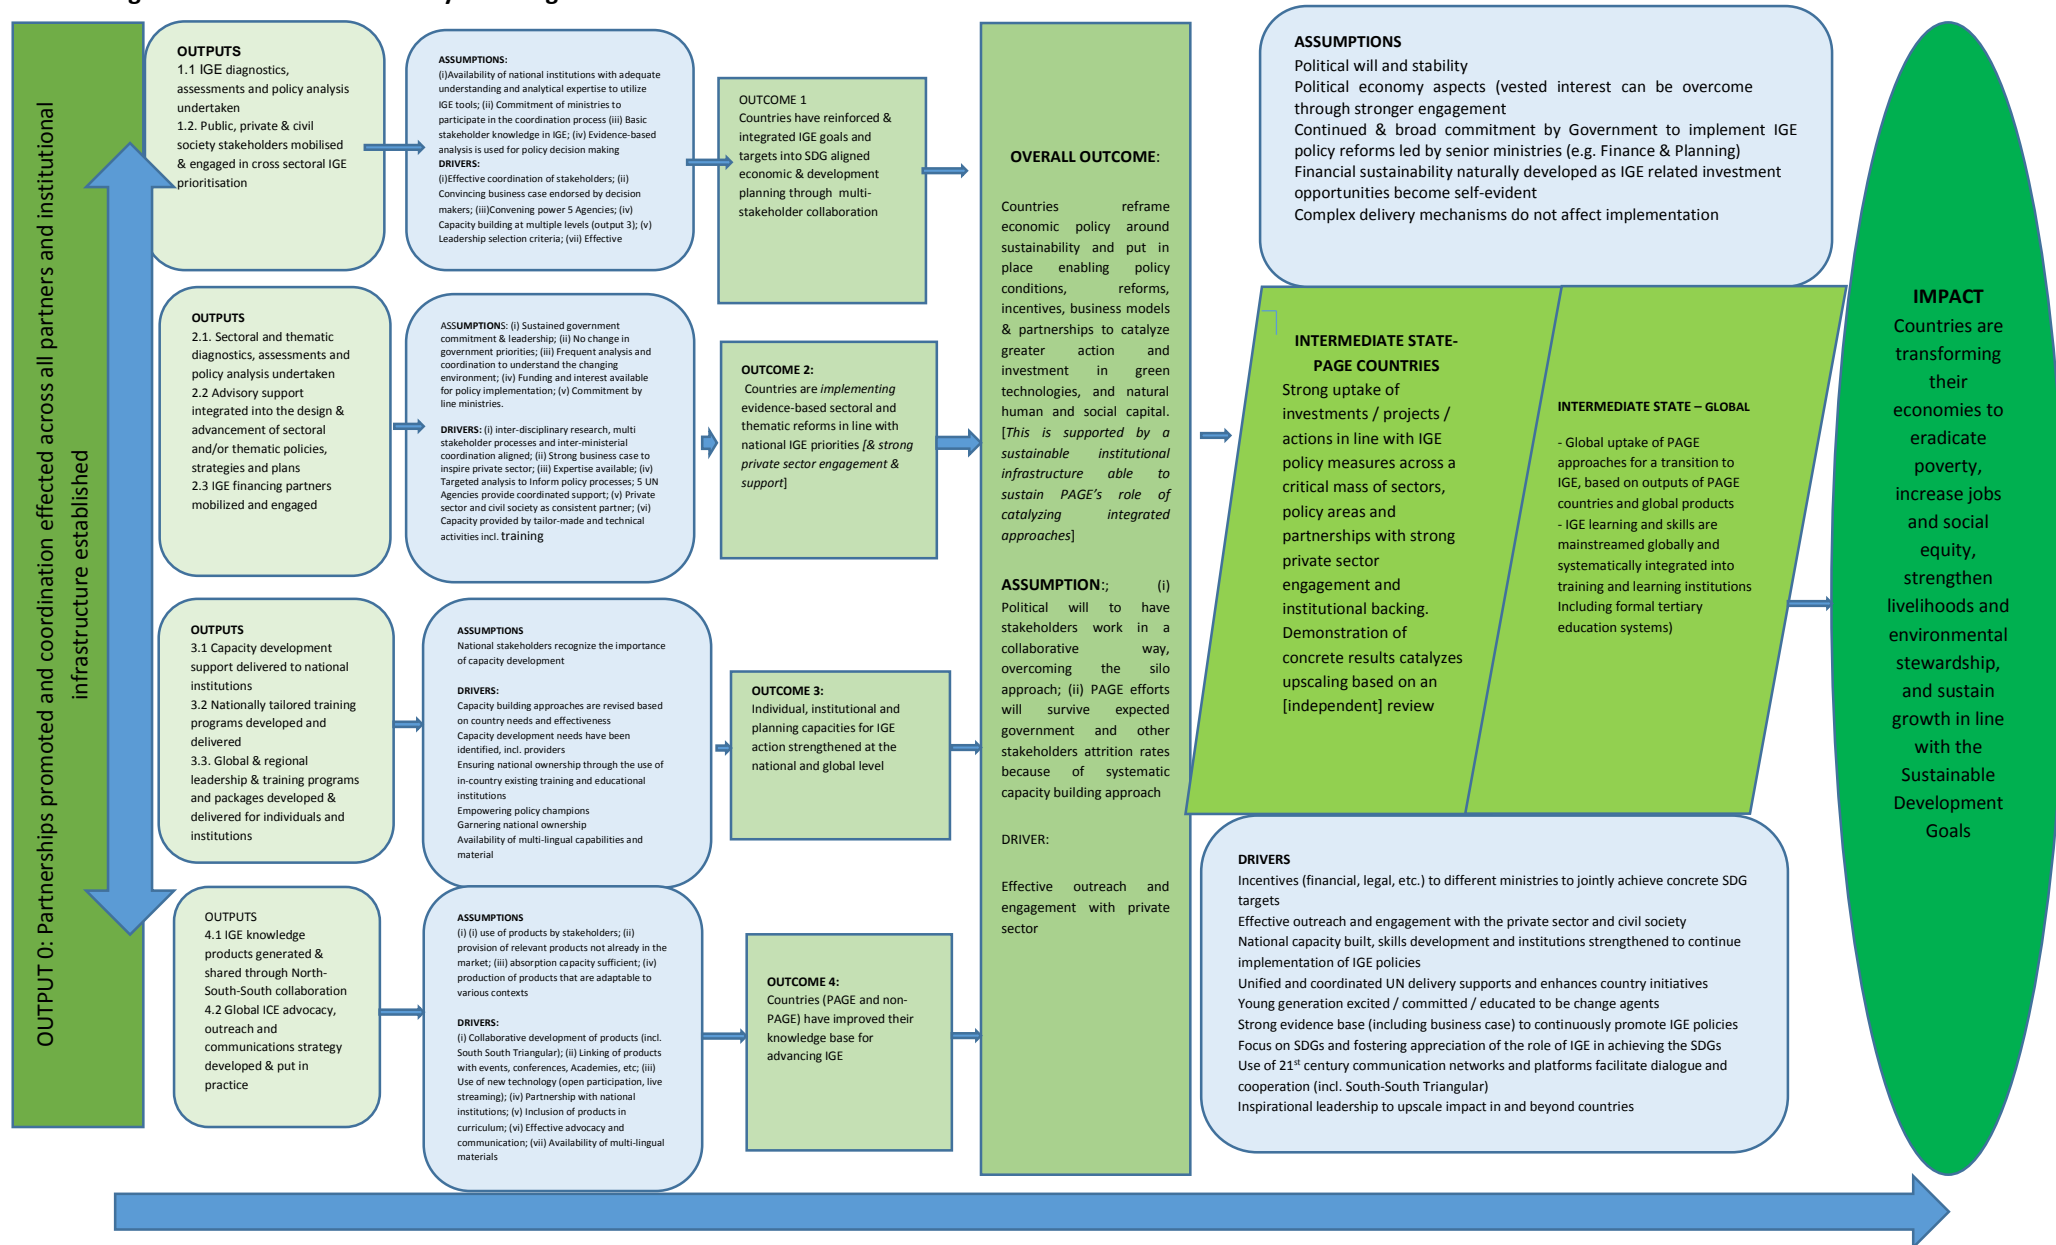 OUTPUT 0: Partnerships promoted and coordination effected across all partners and institutional
infrastructure established
OUTPUTS
1.1 IGE diagnostics,
assessments and policy analysis
undertaken
1.2. Public, private & civil
society stakeholders mobilised
& engaged in cross sectoral IGE
prioritisation
ASSUMPTIONS:
(i)Availability of national institutions with adequate
understanding and analytical expertise to utilize
IGE tools; (ii) Commitment of ministries to
participate in the coordination process (iii) Basic
stakeholder knowledge in IGE; (iv) Evidence-based
analysis is used for policy decision making
DRIVERS:
(i)Effective coordination of stakeholders; (ii)
Convincing business case endorsed by decision
makers; (iii)Convening power 5 Agencies; (iv)
Capacity building at multiple levels (output 3); (v)
Leadership selection criteria; (vii) Effective
OUTCOME 1
Countries have reinforced &
integrated IGE goals and
targets into SDG aligned
economic & development
planning through multi-
stakeholder collaboration
OUTPUTS
2.1. Sectoral and thematic
diagnostics, assessments and
policy analysis undertaken
2.2 Advisory support
integrated into the design &
advancement of sectoral
and/or thematic policies,
strategies and plans
2.3 IGE financing partners
mobilized and engaged
ASSUMPTIONS: (i) Sustained government
commitment & leadership; (ii) No change in
government priorities; (iii) Frequent analysis and
coordination to understand the changing
environment; (iv) Funding and interest available
for policy implementation; (v) Commitment by
line ministries.
DRIVERS: (i) inter-disciplinary research, multi
stakeholder processes and inter-ministerial
coordination aligned; (ii) Strong business case to
inspire private sector; (iii) Expertise available; (iv)
Targeted analysis to Inform policy processes; 5 UN
Agencies provide coordinated support; (v) Private
sector and civil society as consistent partner; (vi)
Capacity provided by tailor-made and technical
activities incl. training
OUTCOME 2:
Countries are implementing
evidence-based sectoral and
thematic reforms in line with
national IGE priorities [& strong
private sector engagement &
support]
OUTPUTS
3.1 Capacity development
support delivered to national
institutions
3.2 Nationally tailored training
programs developed and
delivered
3.3. Global & regional
leadership & training programs
and packages developed &
delivered for individuals and
institutions
ASSUMPTIONS
National stakeholders recognize the importance
of capacity development
DRIVERS:
Capacity building approaches are revised based
on country needs and effectiveness
Capacity development needs have been
identified, incl. providers
Ensuring national ownership through the use of
in-country existing training and educational
institutions
Empowering policy champions
Garnering national ownership
Availability of multi-lingual capabilities and
material
OUTCOME 3:
Individual, institutional and
planning capacities for IGE
action strengthened at the
national and global level
OUTPUTS
4.1 IGE knowledge
products generated &
shared through North-
South-South collaboration
4.2 Global ICE advocacy,
outreach and
communications strategy
developed & put in
practice
ASSUMPTIONS
(i) (i) use of products by stakeholders; (ii)
provision of relevant products not already in the
market; (iii) absorption capacity sufficient; (iv)
production of products that are adaptable to
various contexts
DRIVERS:
(i) Collaborative development of products (incl.
South South Triangular); (ii) Linking of products
with events, conferences, Academies, etc; (iii)
Use of new technology (open participation, live
streaming); (iv) Partnership with national
institutions; (v) Inclusion of products in
curriculum; (vi) Effective advocacy and
communication; (vii) Availability of multi-lingual
materials
OUTCOME 4:
Countries (PAGE and non-
PAGE) have improved their
knowledge base for
advancing IGE
OVERALL OUTCOME:
Countries reframe
economic policy around
sustainability and put in
place enabling policy
conditions, reforms,
incentives, business models
& partnerships to catalyze
greater action and
investment in green
technologies, and natural
human and social capital.
[This is supported by a
sustainable institutional
infrastructure able to
sustain PAGE's role of
catalyzing integrated
approaches]
ASSUMPTION:; (i)
Political will to have
stakeholders work in a
collaborative way,
overcoming the silo
approach; (ii) PAGE efforts
will survive expected
government and other
stakeholders attrition rates
because of systematic
capacity building approach
DRIVER:
Effective outreach and
engagement with private
sector
ASSUMPTIONS
Political will and stability
Political economy aspects (vested interest can be overcome
through stronger engagement
Continued & broad commitment by Government to implement IGE
policy reforms led by senior ministries (e.g. Finance & Planning)
Financial sustainability naturally developed as IGE related investment
opportunities become self-evident
Complex delivery mechanisms do not affect implementation
INTERMEDIATE STATE-
PAGE COUNTRIES
Strong uptake of
investments / projects /
actions in line with IGE
policy measures across a
critical mass of sectors,
policy areas and
partnerships with strong
private sector
engagement and
institutional backing.
Demonstration of
concrete results catalyzes
upscaling based on an
[independent] review
INTERMEDIATE STATE – GLOBAL
- Global uptake of PAGE
approaches for a transition to
IGE, based on outputs of PAGE
countries and global products
- IGE learning and skills are
mainstreamed globally and
systematically integrated into
training and learning institutions
Including formal tertiary
education systems)
DRIVERS
Incentives (financial, legal, etc.) to different ministries to jointly achieve concrete SDG
targets
Effective outreach and engagement with the private sector and civil society
National capacity built, skills development and institutions strengthened to continue
implementation of IGE policies
Unified and coordinated UN delivery supports and enhances country initiatives
Young generation excited / committed / educated to be change agents
Strong evidence base (including business case) to continuously promote IGE policies
Focus on SDGs and fostering appreciation of the role of IGE in achieving the SDGs
Use of 21st century communication networks and platforms facilitate dialogue and
cooperation (incl. South-South Triangular)
Inspirational leadership to upscale impact in and beyond countries
IMPACT
Countries are
transforming
their
economies to
eradicate
poverty,
increase jobs
and social
equity,
strengthen
livelihoods and
environmental
stewardship,
and sustain
growth in line
with the
Sustainable
Development
Goals